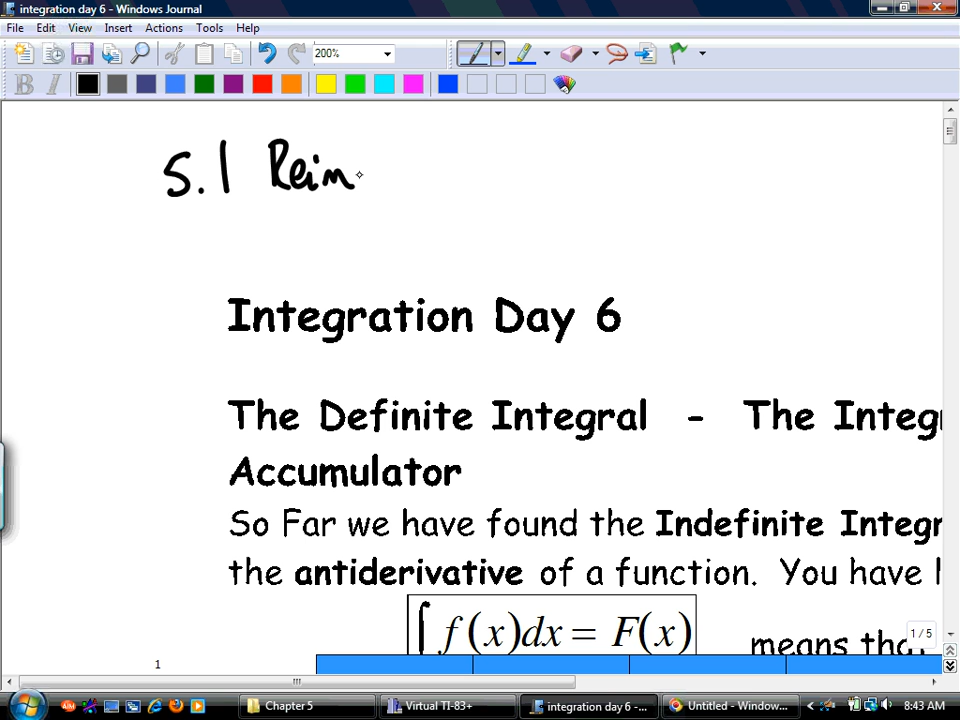 integration day 6 - Windows Journal
File Edit View Insert Actions Tools Help
200%
B I
5.1 Reim
Integration Day 6
The Definite Integral - The Integr
Accumulator
So Far we have found the Indefinite Integr
the antiderivative of a function. You have l
∫ f(x)dx = F(x) means that
1/5
1
Chapter 5 Virtual TI-83+ integration day 6 -... Untitled - Window... 8:43 AM